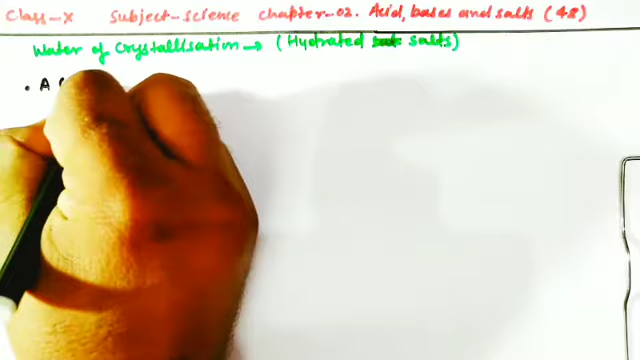 Class-X Subject-science chapter-02. Acid, bases and salts (48)
Water of Crystallisation → (Hydrated salts)
• A